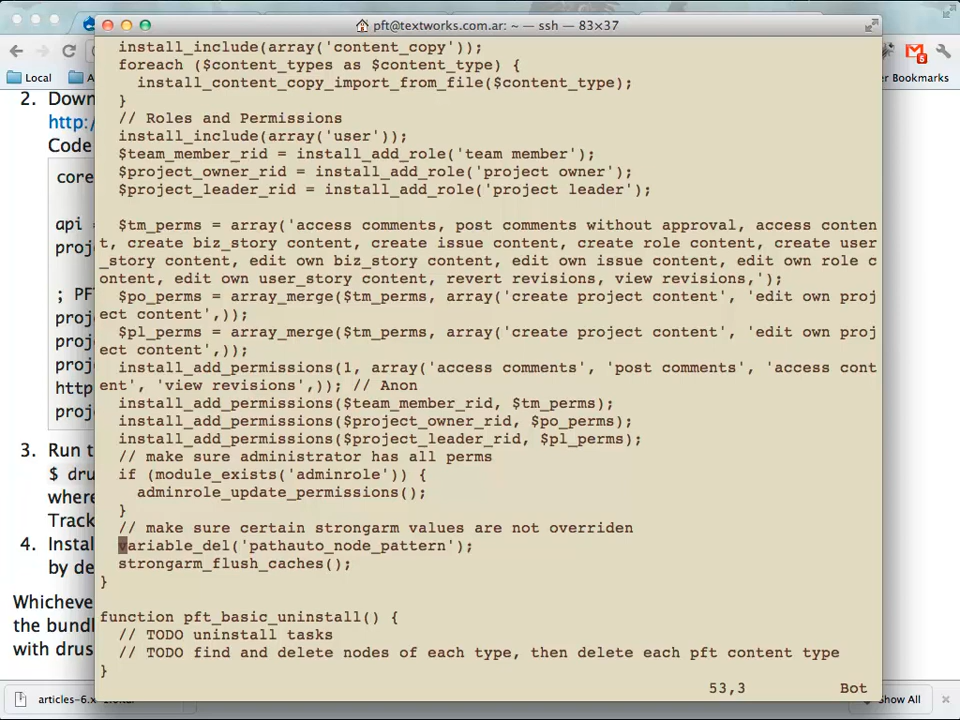 pft@textworks.com.ar: ~ — ssh — 83×37
Local
er Bookmarks
2. Down
http:/
Code
core
api =
proj
; PFT
proj
proj
proj
http
proj
3. Run t
$ dru
where
Track
4. Instal
by de
Whicheve
the bundl
with drus
install_include(array('content_copy'));
foreach ($content_types as $content_type) {
install_content_copy_import_from_file($content_type);
}
// Roles and Permissions
install_include(array('user'));
$team_member_rid = install_add_role('team member');
$project_owner_rid = install_add_role('project owner');
$project_leader_rid = install_add_role('project leader');
$tm_perms = array('access comments, post comments without approval, access conten
t, create biz_story content, create issue content, create role content, create user
_story content, edit own biz_story content, edit own issue content, edit own role c
ontent, edit own user_story content, revert revisions, view revisions,');
$po_perms = array_merge($tm_perms, array('create project content', 'edit own proj
ect content',));
$pl_perms = array_merge($tm_perms, array('create project content', 'edit own proj
ect content',));
install_add_permissions(1, array('access comments', 'post comments', 'access cont
ent', 'view revisions',)); // Anon
install_add_permissions($team_member_rid, $tm_perms);
install_add_permissions($project_owner_rid, $po_perms);
install_add_permissions($project_leader_rid, $pl_perms);
// make sure administrator has all perms
if (module_exists('adminrole')) {
adminrole_update_permissions();
}
// make sure certain strongarm values are not overriden
variable_del('pathauto_node_pattern');
strongarm_flush_caches();
}
function pft_basic_uninstall() {
// TODO uninstall tasks
// TODO find and delete nodes of each type, then delete each pft content type
}
53,3 Bot
articles-6.x
Show All